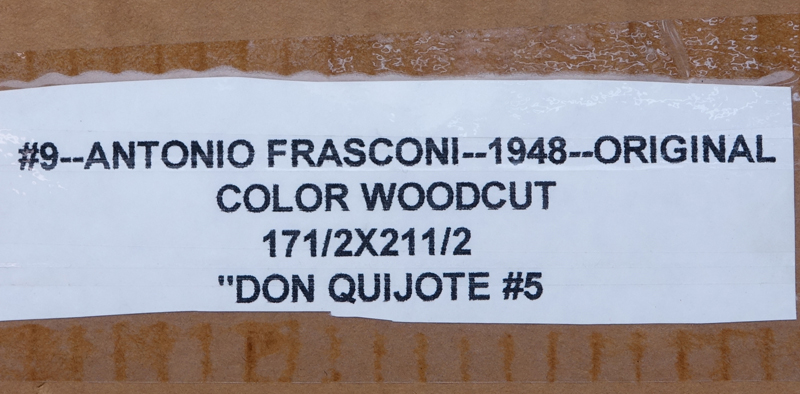 #9--ANTONIO FRASCONI--1948--ORIGINAL
COLOR WOODCUT
171/2X211/2
"DON QUIJOTE #5